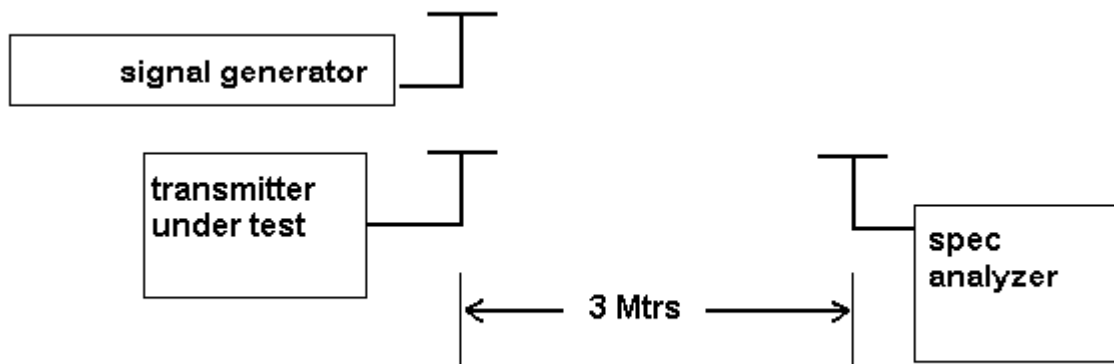 signal generator
transmitter
under test
spec
analyzer
3 Mtrs